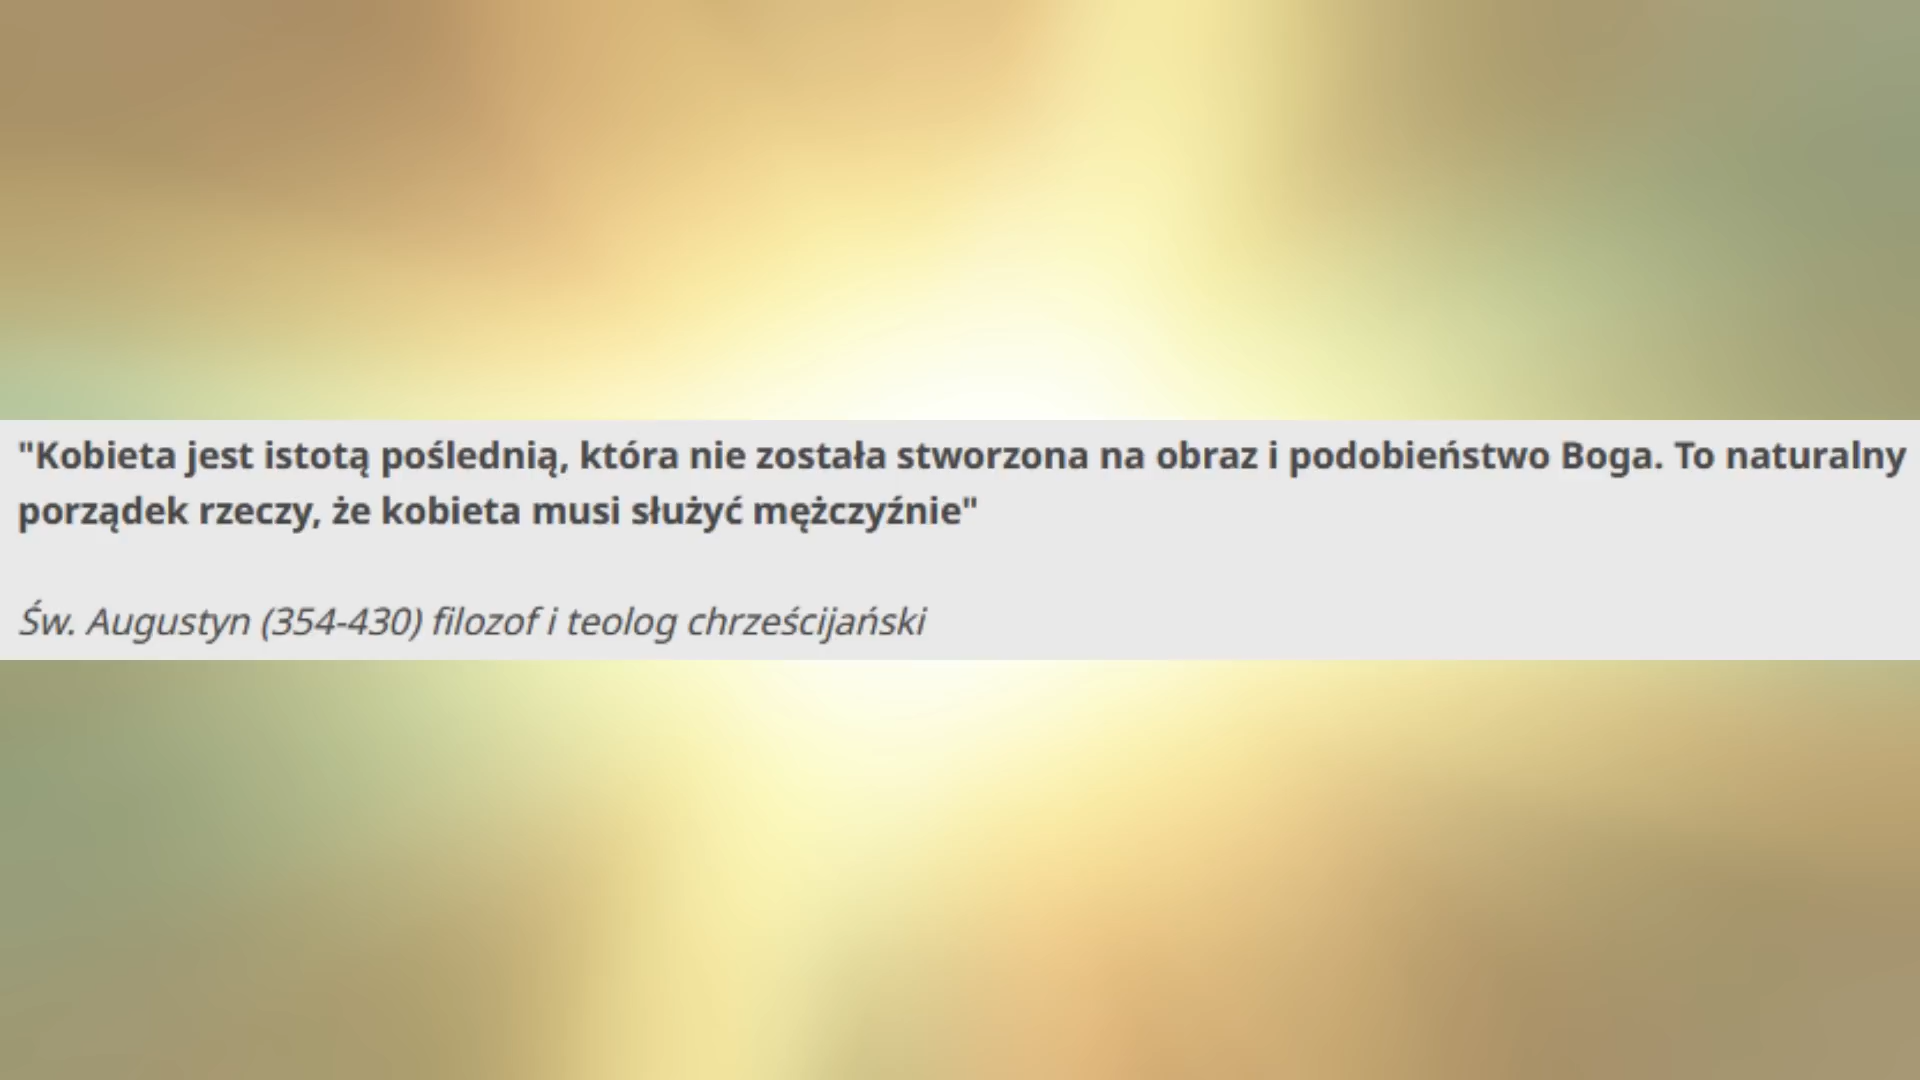 "Kobieta jest istotą poślednią, która nie została stworzona na obraz i podobieństwo Boga. To naturalny
porządek rzeczy, że kobieta musi służyć mężczyźnie"
Św. Augustyn (354-430) filozof i teolog chrześcijański